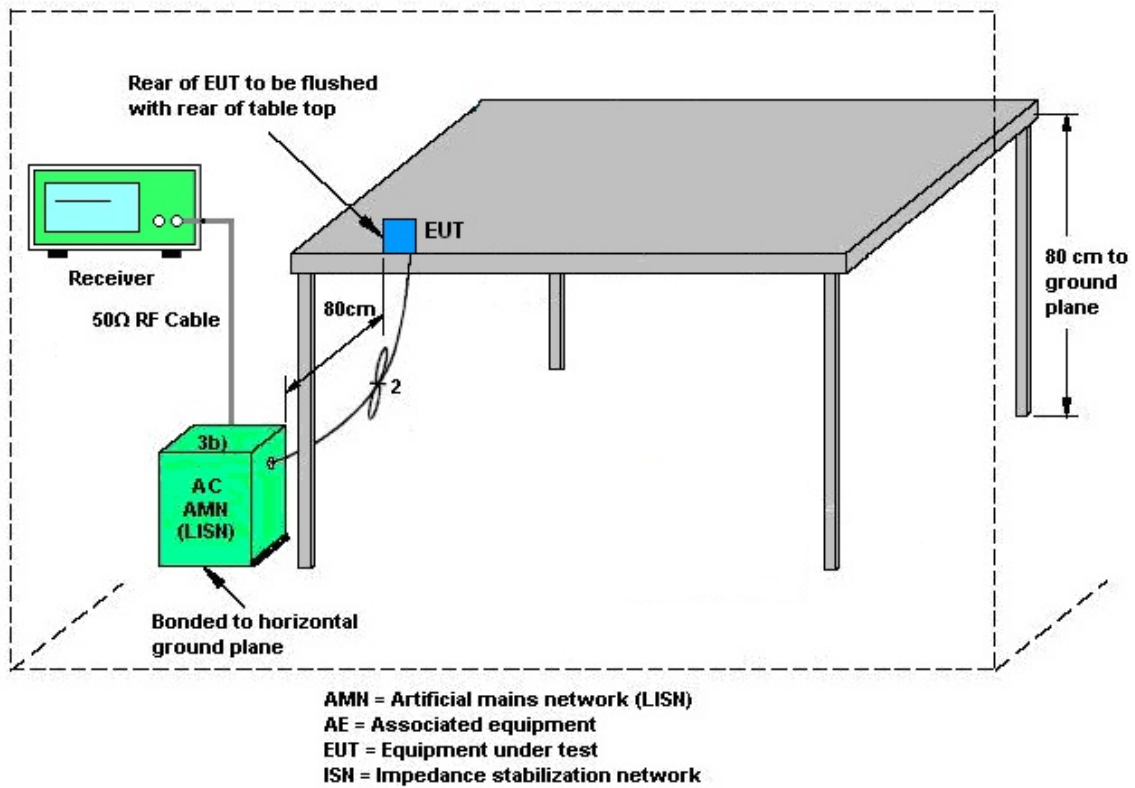 Rear of EUT to be flushed
with rear of table top
EUT
Receiver
80 cm to
ground
plane
80cm
50Ω RF Cable
2
3b)
AC
AMN
(LISN)
Bonded to horizontal
ground plane
AMN = Artificial mains network (LISN)
AE = Associated equipment
EUT = Equipment under test
ISN = Impedance stabilization network